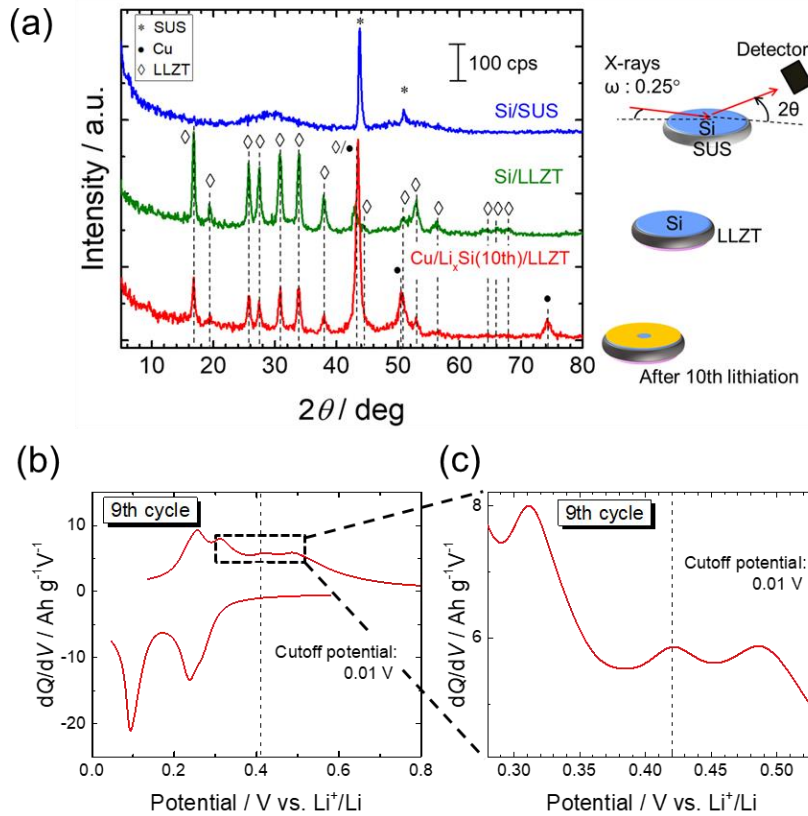 (a)
* SUS
● Cu
◇ LLZT
100 cps
Si/SUS
Si/LLZT
Cu/LiₓSi(10th)/LLZT
◇/●
Intensity / a.u.
10 20 30 40 50 60 70 80
2θ / deg
X-rays
ω : 0.25°
Detector
2θ
Si
SUS
Si
LLZT
After 10th lithiation
(b)
9th cycle
Cutoff potential:
0.01 V
dQ/dV / Ah g⁻¹V⁻¹
10
0
-10
-20
0.0 0.2 0.4 0.6 0.8
Potential / V vs. Li⁺/Li
(c)
9th cycle
Cutoff potential:
0.01 V
dQ/dV / Ah g⁻¹V⁻¹
8
6
0.30 0.35 0.40 0.45 0.50
Potential / V vs. Li⁺/Li